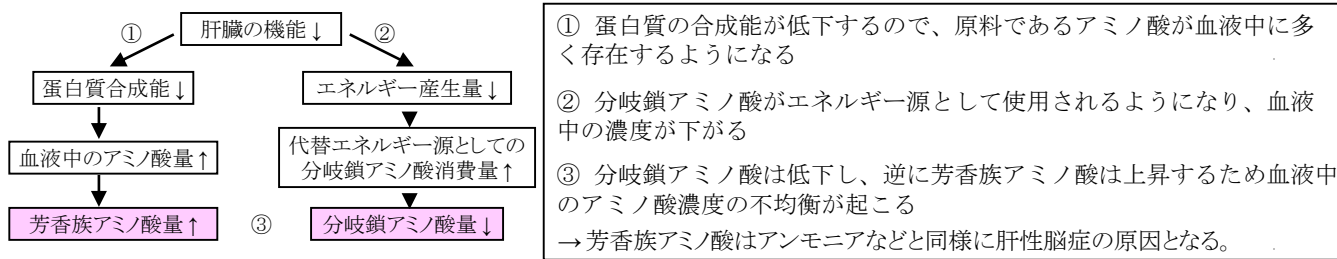 ① 肝臓の機能↓ ②
蛋白質合成能↓ エネルギー産生量↓
血液中のアミノ酸量↑
代替エネルギー源としての
分岐鎖アミノ酸消費量↑
芳香族アミノ酸量↑ ③ 分岐鎖アミノ酸量↓
① 蛋白質の合成能が低下するので、原料であるアミノ酸が血液中に多
く存在するようになる
② 分岐鎖アミノ酸がエネルギー源として使用されるようになり、血液
中の濃度が下がる
③ 分岐鎖アミノ酸は低下し、逆に芳香族アミノ酸は上昇するため血液中
のアミノ酸濃度の不均衡が起こる
→芳香族アミノ酸はアンモニアなどと同様に肝性脳症の原因となる。